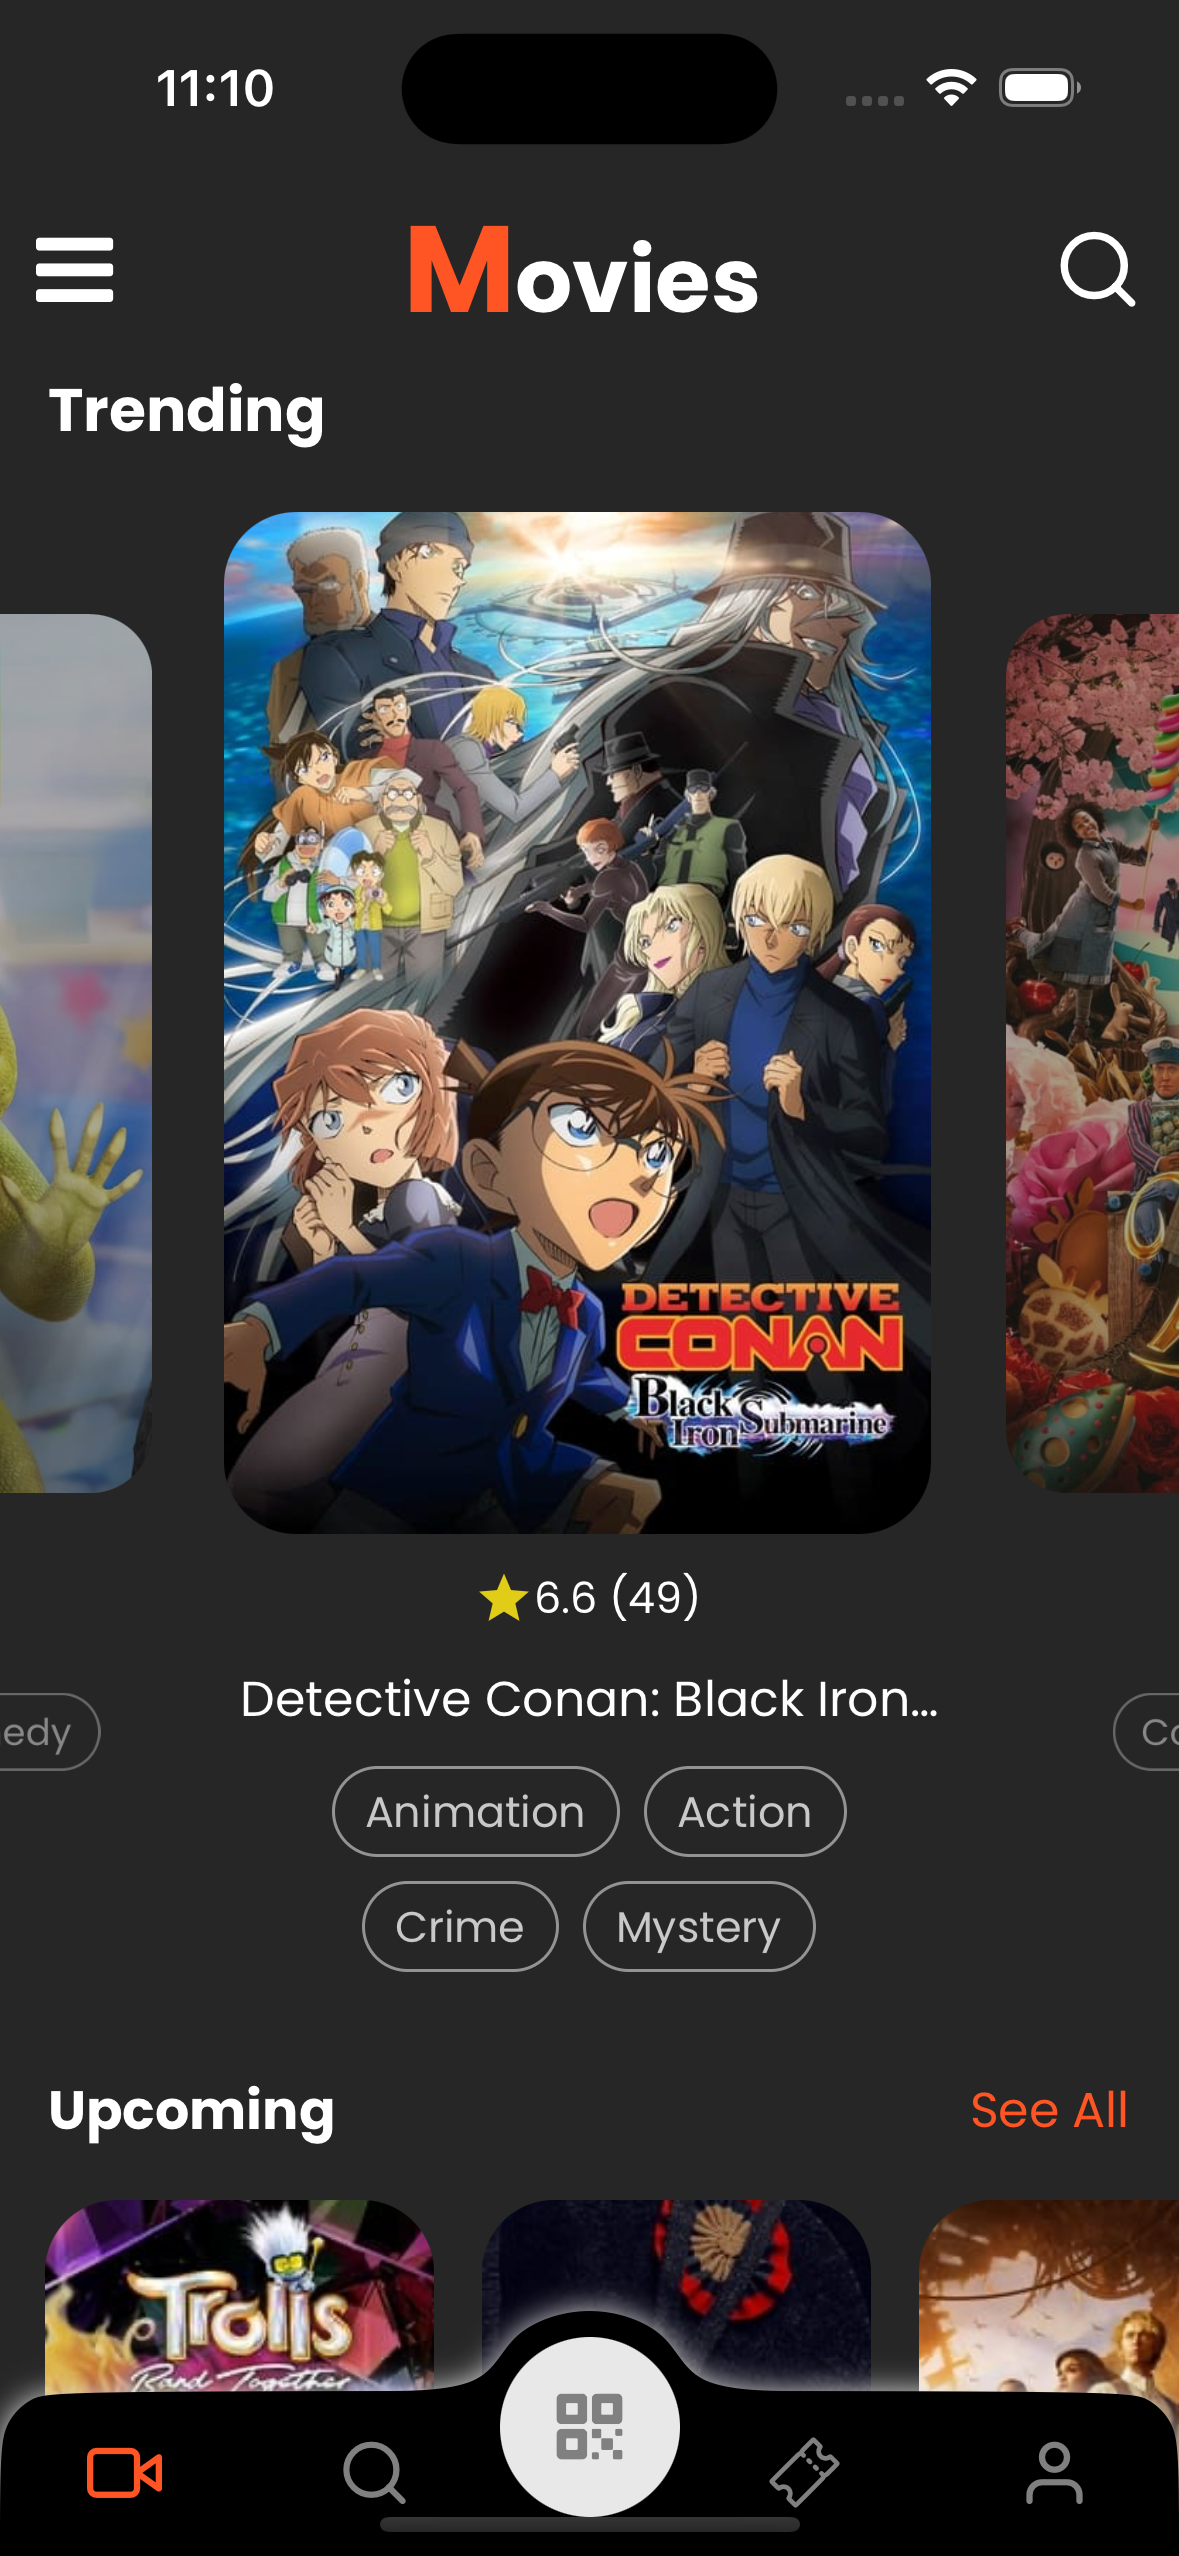 11:10
Movies
Trending
DETECTIVE
CONAN
Black
Iron Submarine
6.6 (49)
Detective Conan: Black Iron...
edy
Co
Animation Action
Crime Mystery
Upcoming See All
Trolls
Band Together